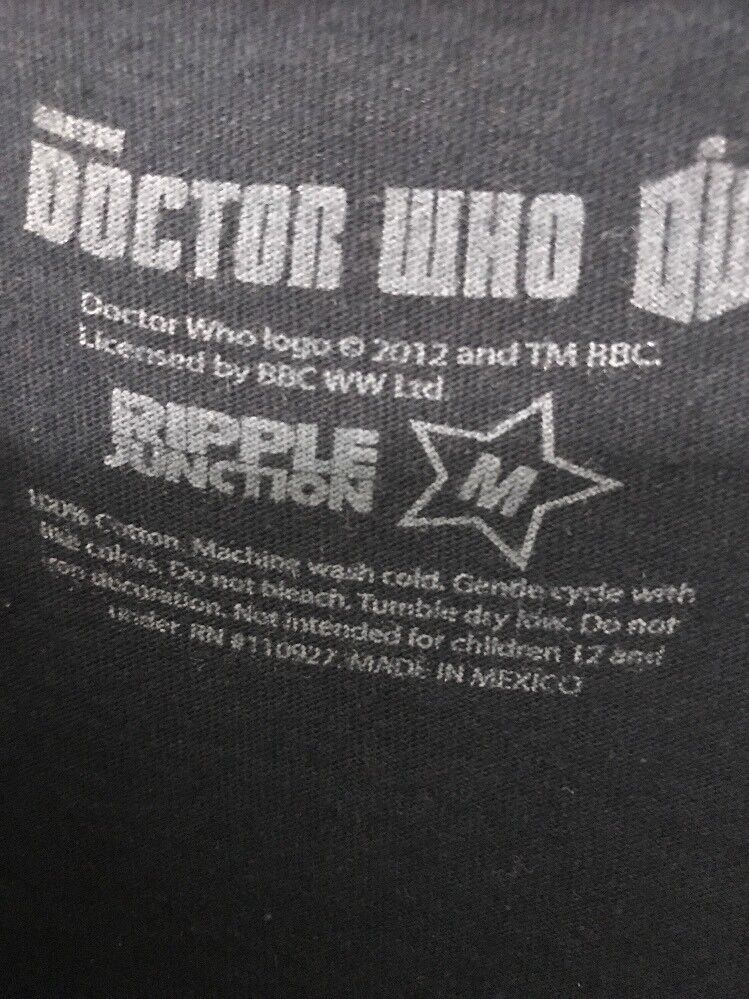 DOCTOR WHO DW
Doctor Who logo © 2012 and TM BBC.
Licensed by BBC WW Ltd.
RIPPLE
JUNCTION
M
100% Cotton. Machine wash cold. Gentle cycle with
like colors. Do not bleach. Tumble dry low. Do not
iron decoration. Not intended for children 12 and
under. RN #110927. MADE IN MEXICO